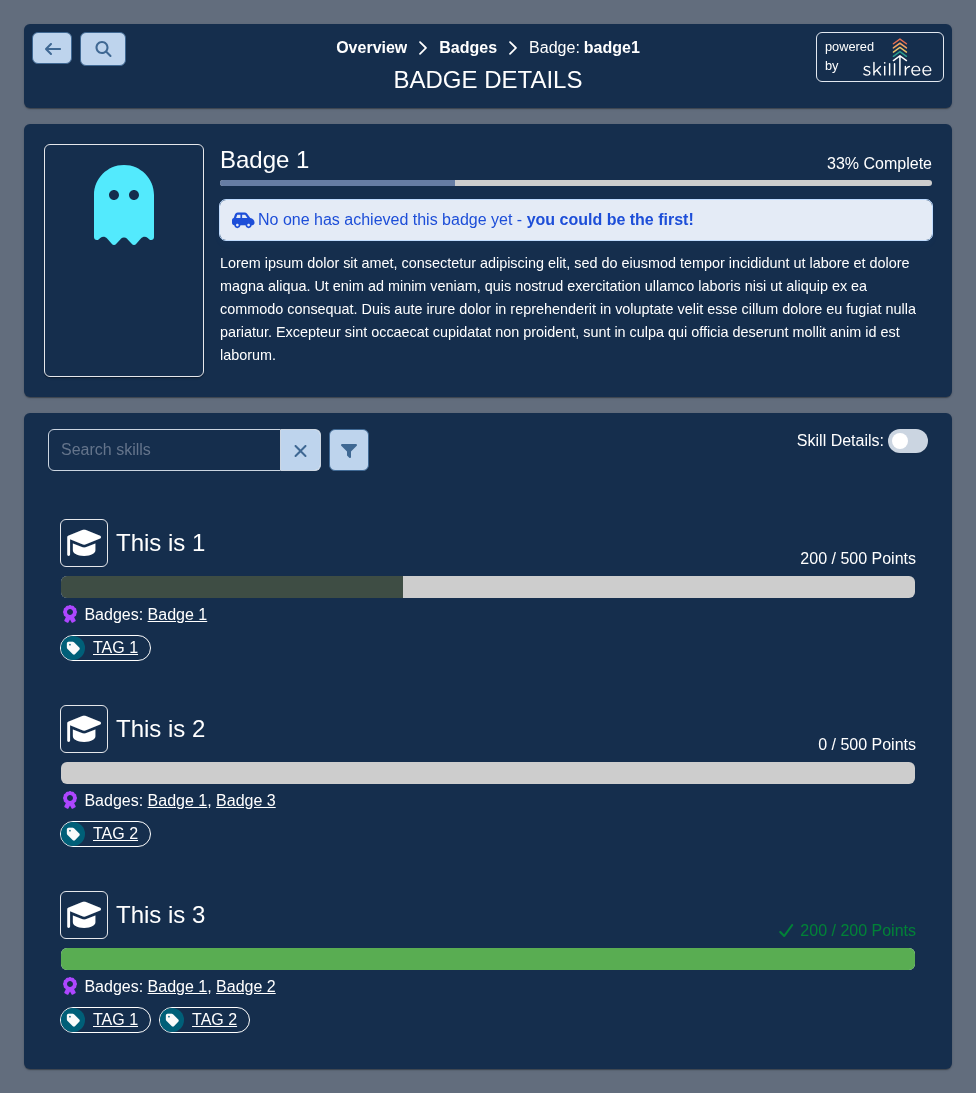 Overview > Badges > Badge: badge1
BADGE DETAILS
powered
by
skilltree
Badge 1
33% Complete
No one has achieved this badge yet - you could be the first!
Lorem ipsum dolor sit amet, consectetur adipiscing elit, sed do eiusmod tempor incididunt ut labore et dolore
magna aliqua. Ut enim ad minim veniam, quis nostrud exercitation ullamco laboris nisi ut aliquip ex ea
commodo consequat. Duis aute irure dolor in reprehenderit in voluptate velit esse cillum dolore eu fugiat nulla
pariatur. Excepteur sint occaecat cupidatat non proident, sunt in culpa qui officia deserunt mollit anim id est
laborum.
Search skills
Skill Details:
This is 1
200 / 500 Points
Badges: Badge 1
TAG 1
This is 2
0 / 500 Points
Badges: Badge 1, Badge 3
TAG 2
This is 3
200 / 200 Points
Badges: Badge 1, Badge 2
TAG 1 TAG 2